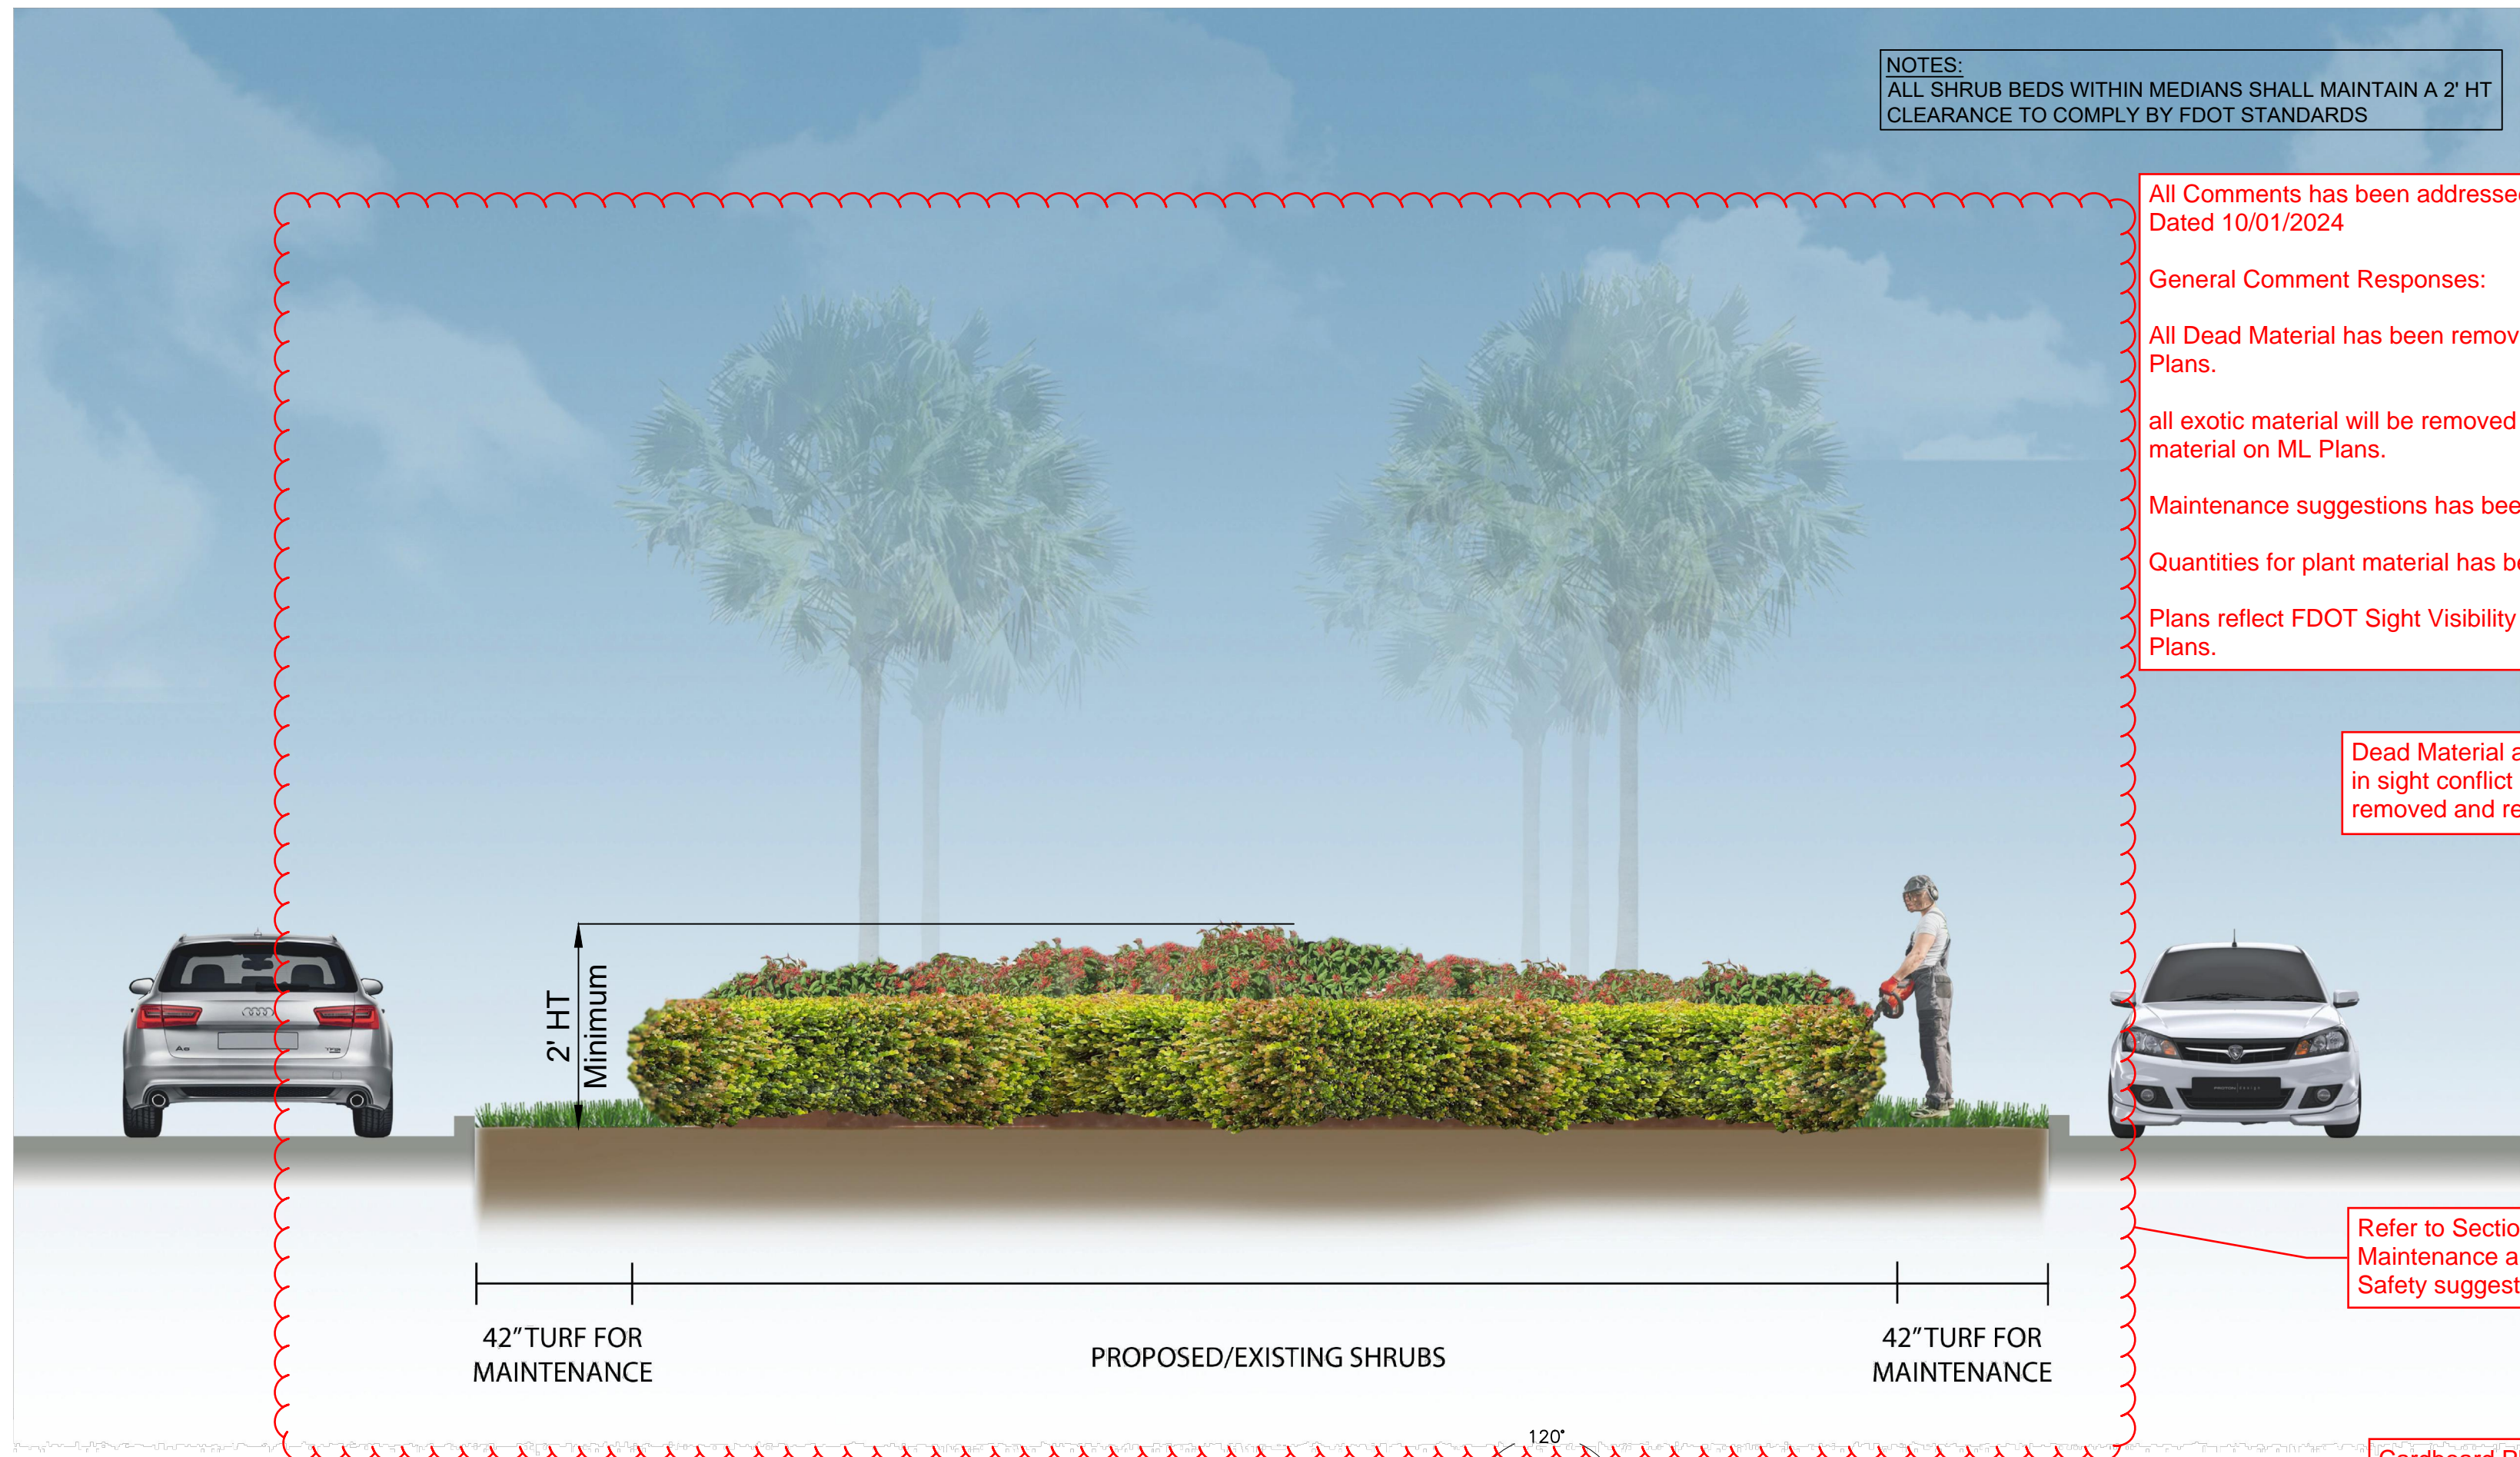 NOTES:
ALL SHRUB BEDS WITHIN MEDIANS SHALL MAINTAIN A 2' HT
CLEARANCE TO COMPLY BY FDOT STANDARDS
All Comments has been addressed
Dated 10/01/2024
General Comment Responses:
All Dead Material has been remov
Plans.
all exotic material will be removed
material on ML Plans.
Maintenance suggestions has bee
Quantities for plant material has be
Plans reflect FDOT Sight Visibility
Plans.
Dead Material a
in sight conflict
removed and re
2' HT
Minimum
A6
Refer to Sectio
Maintenance a
Safety suggest
42" TURF FOR
MAINTENANCE
PROPOSED/EXISTING SHRUBS
42" TURF FOR
MAINTENANCE
120°